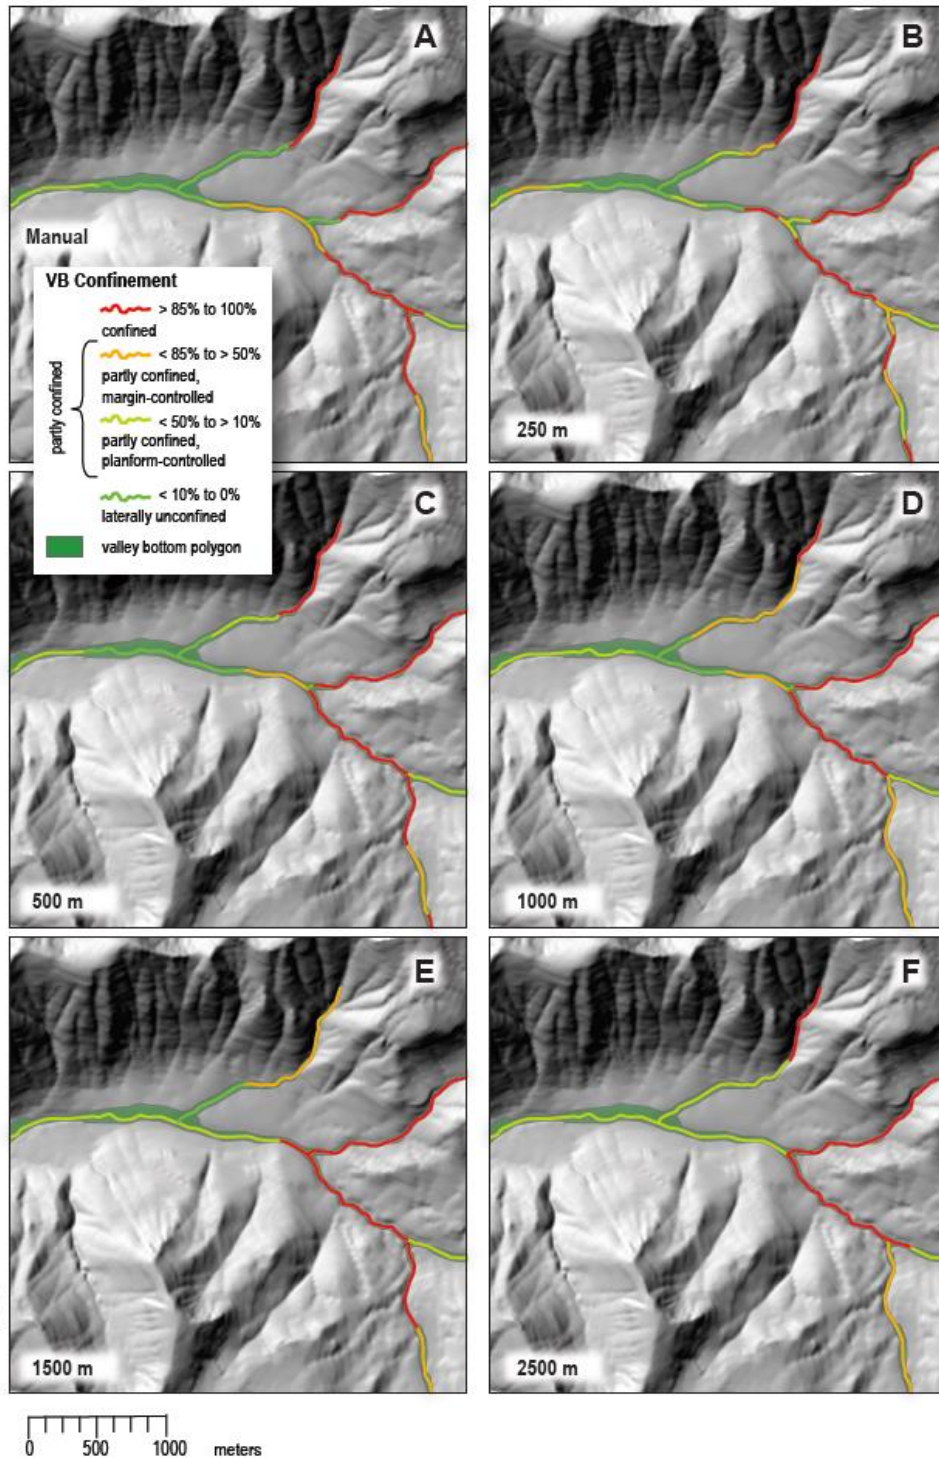 A
B
Manual
VB Confinement
> 85% to 100%
confined
< 85% to > 50%
partly confined,
margin-controlled
< 50% to > 10%
partly confined,
planform-controlled
partly confined
< 10% to 0%
laterally unconfined
valley bottom polygon
250 m
C
D
500 m
1000 m
E
F
1500 m
2500 m
0 500 1000 meters